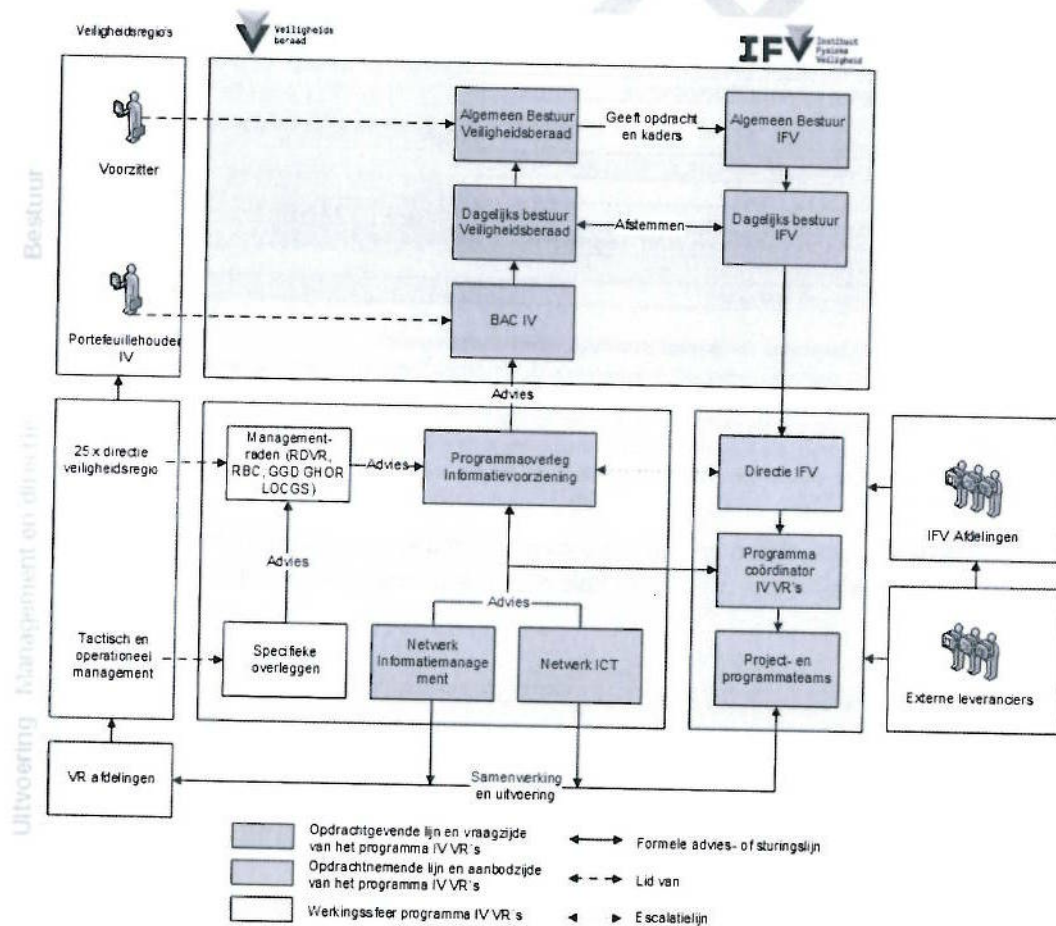 Veiligheidsregio's
Veiligheids
beraad
IFV
Instituut
Fysieke
Veiligheid
Bestuur
Voorzitter
Portefeuillehouder
IV
Algemeen Bestuur
Veiligheidsberaad
Geeft opdracht
en kaders
Algemeen Bestuur
IFV
Dagelijks bestuur
Veiligheidsberaad
Afstemmen
Dagelijks bestuur
IFV
BAC IV
Advies
Management en directie
25 x directie
veiligheidsregio
Management-
raden (RDVR,
RBC, GGD GHOR
LOCGS)
Advies
Programmaoverleg
Informatievoorziening
Directie IFV
IFV Afdelingen
Advies
Programma
coördinator
IV VR's
Advies
Tactisch en
operationeel
management
Specifieke
overleggen
Netwerk
Informatiemanage
ment
Netwerk ICT
Project- en
programmateams
Externe leveranciers
Uitvoering
VR afdelingen
Samenwerking
en uitvoering
Opdrachtgevende lijn en vraagzijde
van het programma IV VR's
Formele advies- of sturingslijn
Opdrachtnemende lijn en aanbodzijde
van het programma IV VR's
Lid van
Werkingssfeer programma IV VR's
Escalatielijn